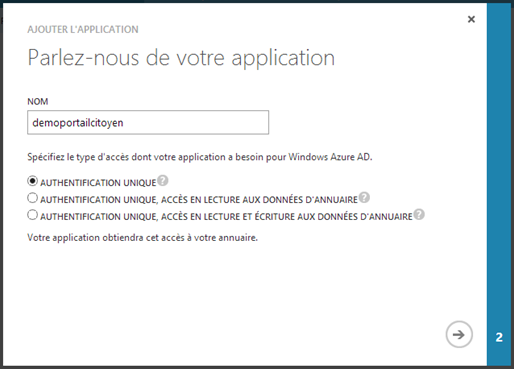 AJOUTER L'APPLICATION
Parlez-nous de votre application
NOM
demoportailcitoyen
Spécifiez le type d'accès dont votre application a besoin pour Windows Azure AD.
AUTHENTIFICATION UNIQUE ?
AUTHENTIFICATION UNIQUE, ACCÈS EN LECTURE AUX DONNÉES D'ANNUAIRE ?
AUTHENTIFICATION UNIQUE, ACCÈS EN LECTURE ET ÉCRITURE AUX DONNÉES D'ANNUAIRE ?
Votre application obtiendra cet accès à votre annuaire.
2